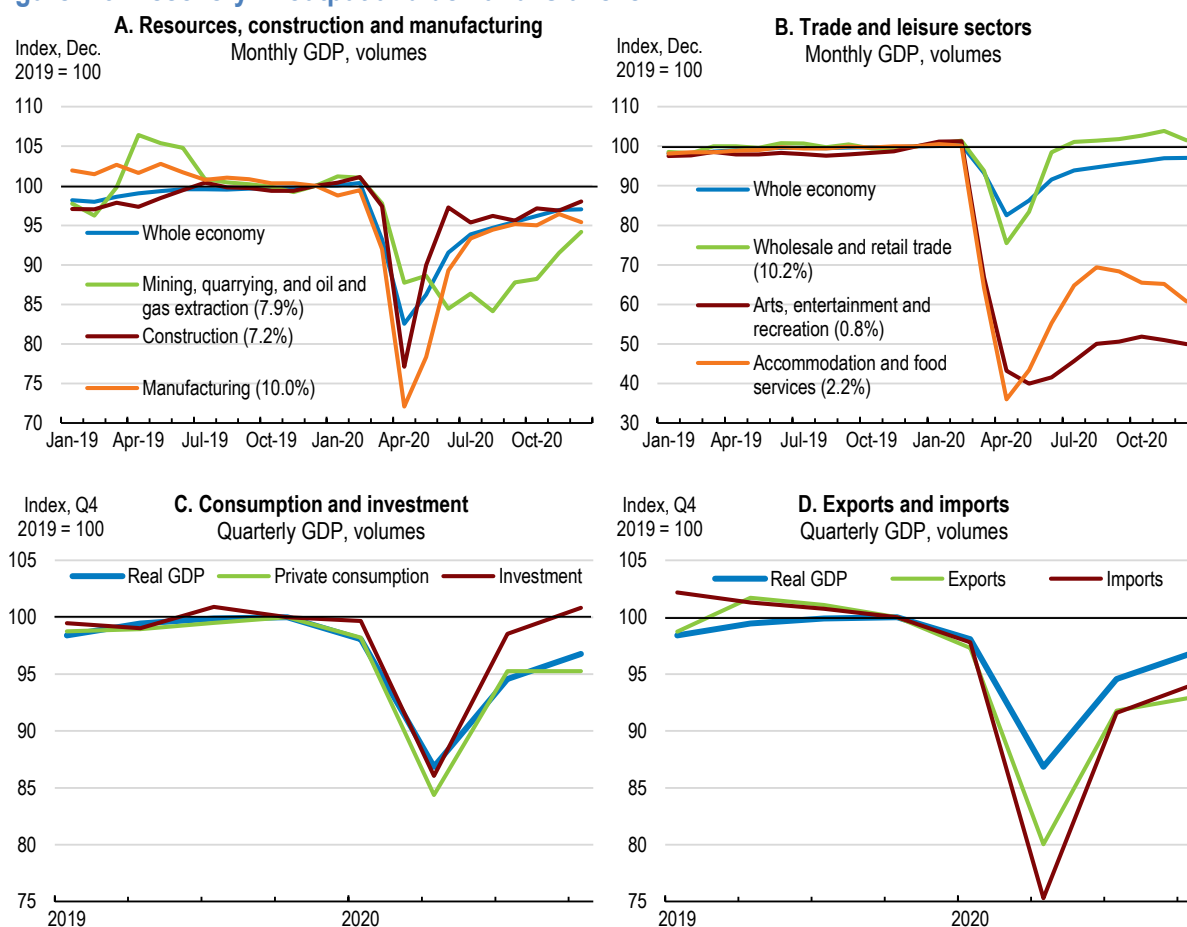 A. Resources, construction and manufacturing
Index, Dec.
2019 = 100
Monthly GDP, volumes
110
105
100
95
90
85
80
75
70
Whole economy
Mining, quarrying, and oil and
gas extraction (7.9%)
Construction (7.2%)
Manufacturing (10.0%)
Jan-19 Apr-19 Jul-19 Oct-19 Jan-20 Apr-20 Jul-20 Oct-20
B. Trade and leisure sectors
Index, Dec.
2019 = 100
Monthly GDP, volumes
110
100
90
80
70
60
50
40
30
Whole economy
Wholesale and retail trade
(10.2%)
Arts, entertainment and
recreation (0.8%)
Accommodation and food
services (2.2%)
Jan-19 Apr-19 Jul-19 Oct-19 Jan-20 Apr-20 Jul-20 Oct-20
C. Consumption and investment
Index, Q4
2019 = 100
Quarterly GDP, volumes
105
100
95
90
85
80
75
Real GDP Private consumption Investment
2019 2020
D. Exports and imports
Index, Q4
2019 = 100
Quarterly GDP, volumes
105
100
95
90
85
80
75
Real GDP Exports Imports
2019 2020